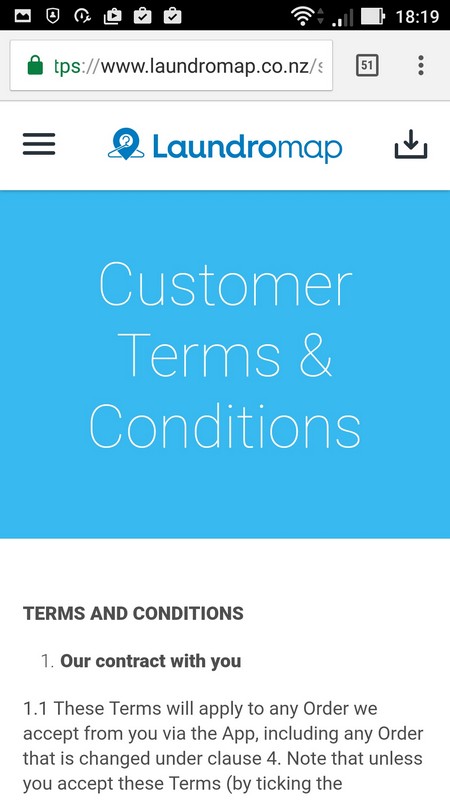 18:19
tps://www.laundromap.co.nz/s
51
Laundromap
Customer
Terms &
Conditions
TERMS AND CONDITIONS
1. Our contract with you
1.1 These Terms will apply to any Order we
accept from you via the App, including any Order
that is changed under clause 4. Note that unless
you accept these Terms (by ticking the